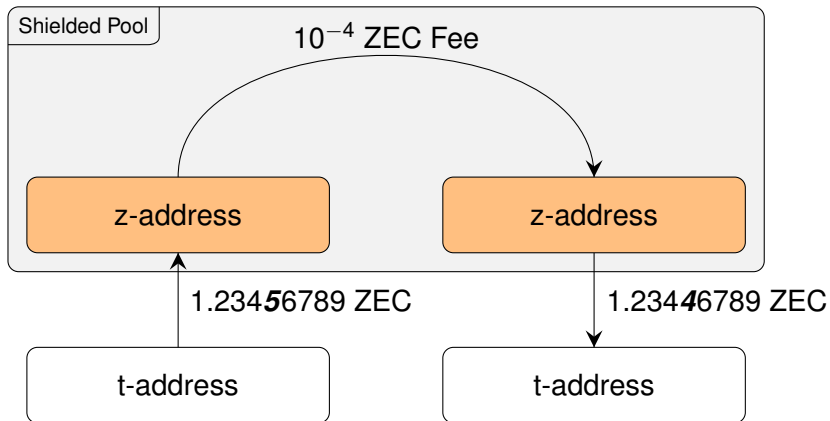 Shielded Pool
10⁻⁴ ZEC Fee
z-address
z-address
1.23456789 ZEC
1.23446789 ZEC
t-address
t-address